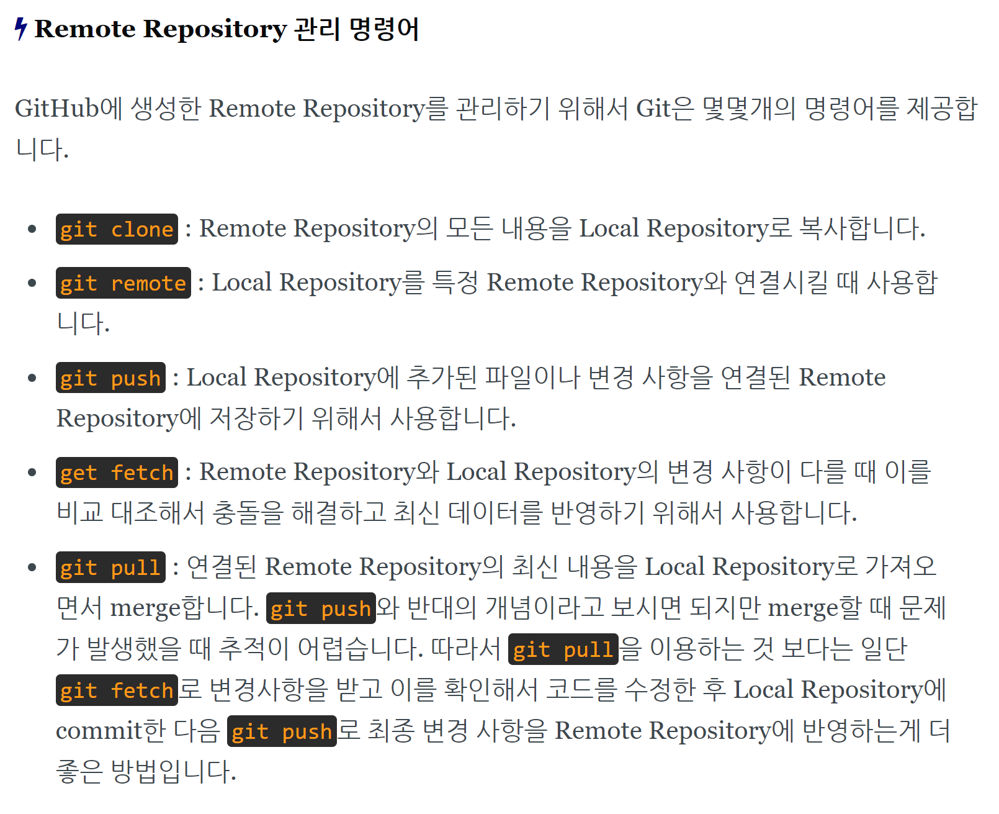 Remote Repository 관리 명령어
GitHub에 생성한 Remote Repository를 관리하기 위해서 Git은 몇몇개의 명령어를 제공합
니다.
git clone : Remote Repository의 모든 내용을 Local Repository로 복사합니다.
git remote : Local Repository를 특정 Remote Repository와 연결시킬 때 사용합
니다.
git push : Local Repository에 추가된 파일이나 변경 사항을 연결된 Remote
Repository에 저장하기 위해서 사용합니다.
get fetch : Remote Repository와 Local Repository의 변경 사항이 다를 때 이를
비교 대조해서 충돌을 해결하고 최신 데이터를 반영하기 위해서 사용합니다.
git pull : 연결된 Remote Repository의 최신 내용을 Local Repository로 가져오
면서 merge합니다. git push와 반대의 개념이라고 보시면 되지만 merge할 때 문제
가 발생했을 때 추적이 어렵습니다. 따라서 git pull을 이용하는 것 보다는 일단
git fetch로 변경사항을 받고 이를 확인해서 코드를 수정한 후 Local Repository에
commit한 다음 git push로 최종 변경 사항을 Remote Repository에 반영하는게 더
좋은 방법입니다.